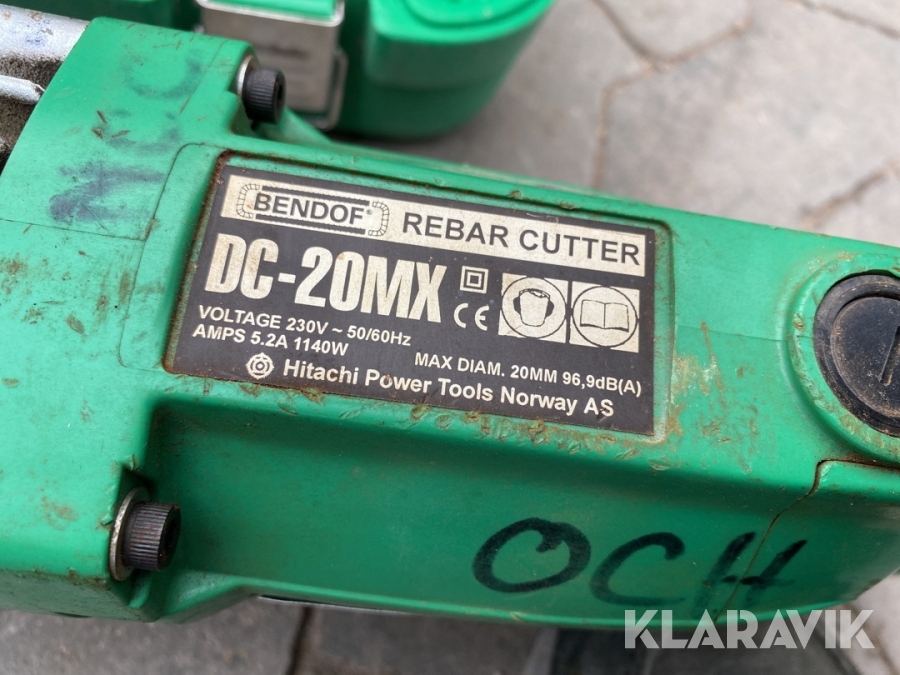 BENDOF® REBAR CUTTER
DC-20MX CE
VOLTAGE 230V ~ 50/60Hz
AMPS 5.2A 1140W
MAX DIAM. 20MM 96,9dB(A)
Hitachi Power Tools Norway AS
OCH
KLARAVIK